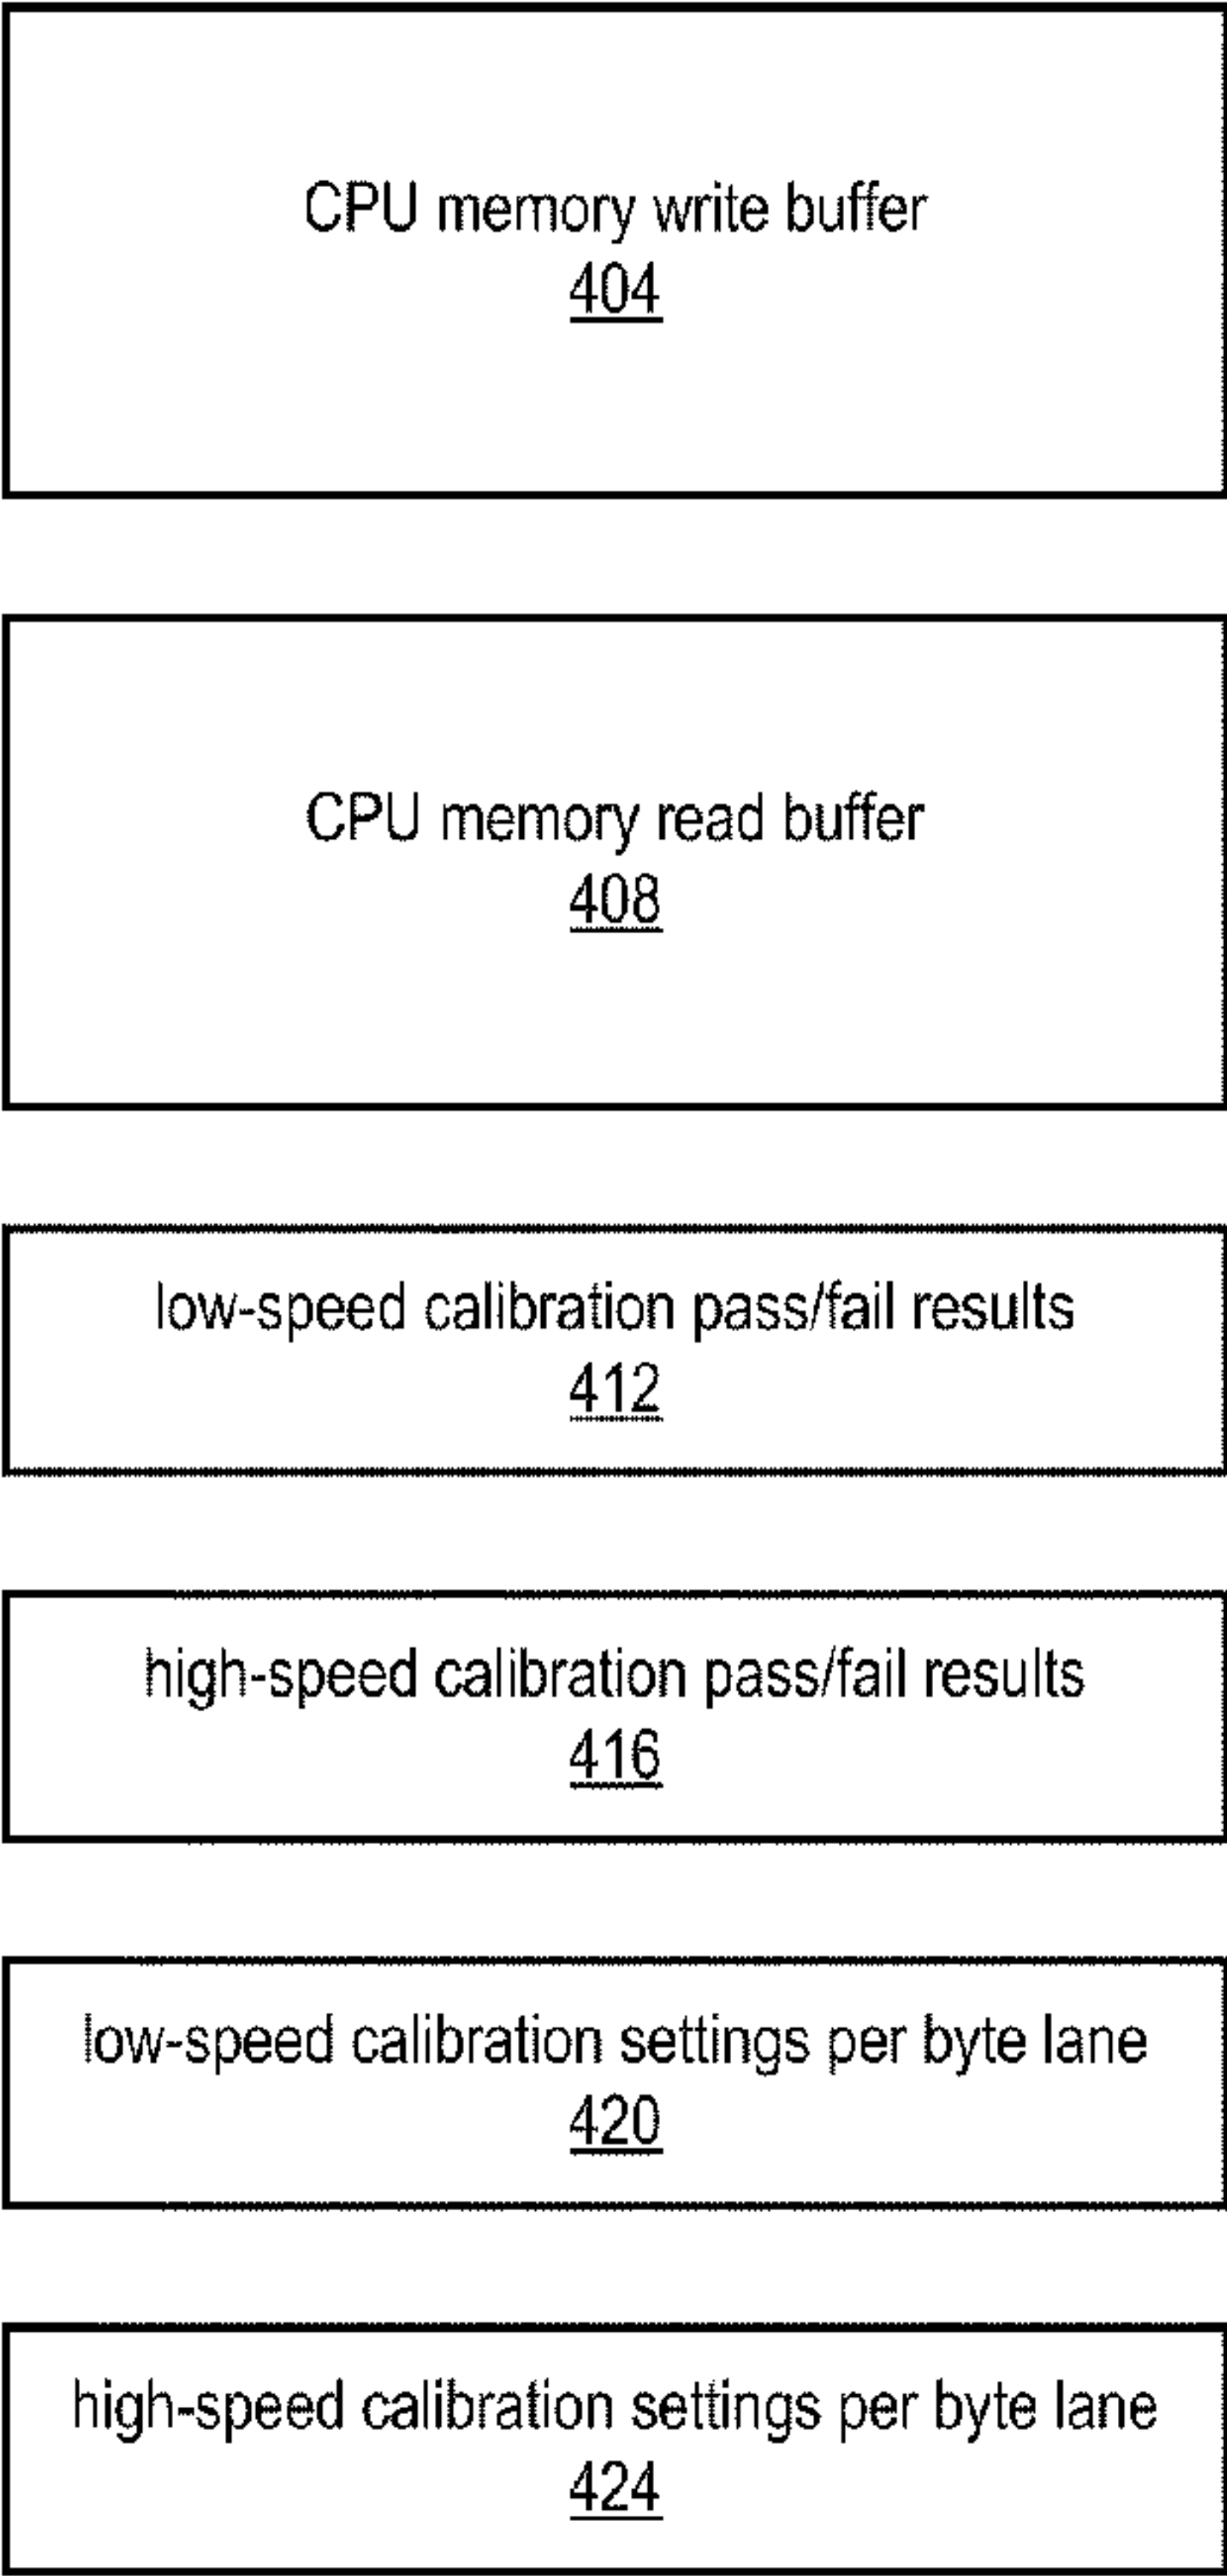 CPU memory write buffer
404
CPU memory read buffer
408
low-speed calibration pass/fail results
412
high-speed calibration pass/fail results
416
low-speed calibration settings per byte lane
420
high-speed calibration settings per byte lane
424